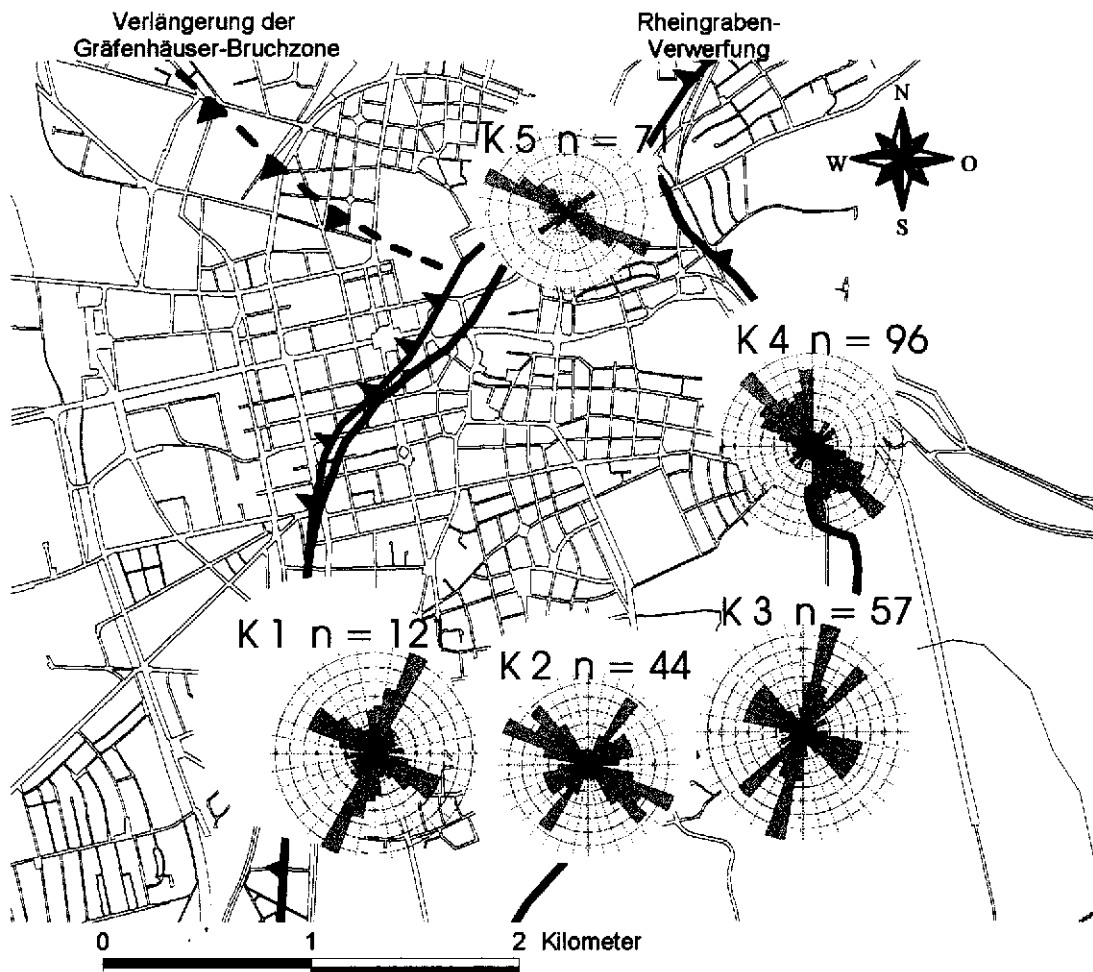 Verlängerung der
Gräfenhäuser-Bruchzone
Rheingraben-
Verwerfung
N
W O
S
K 5 n = 71
K 4 n = 96
K 1 n = 121
K 2 n = 44
K 3 n = 57
0 1 2 Kilometer